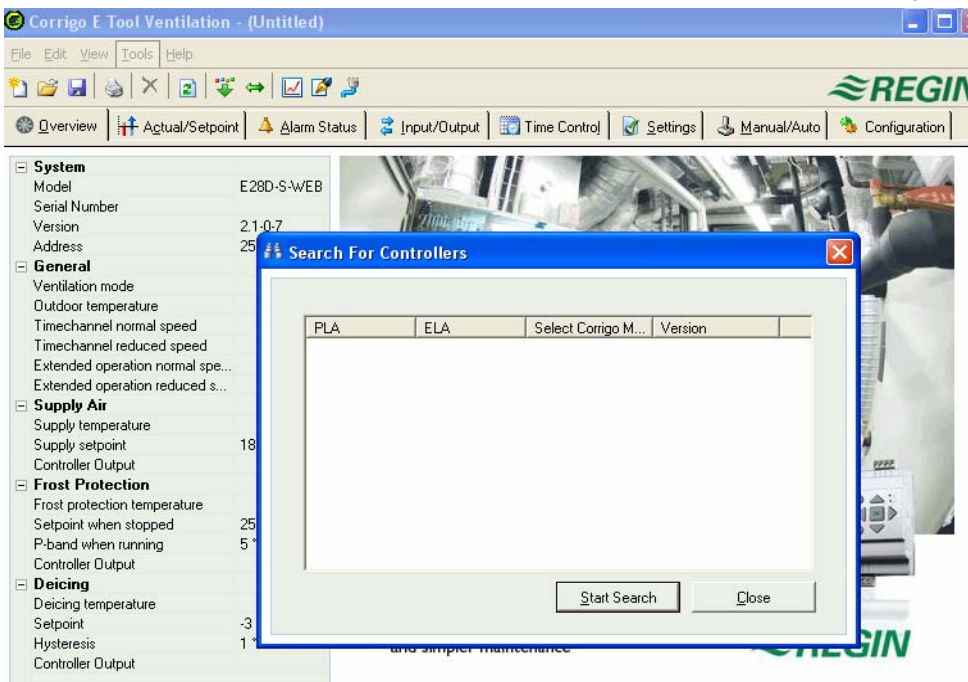 Corrigo E Tool Ventilation - (Untitled)
File Edit View Tools Help
REGIN
Overview Actual/Setpoint Alarm Status Input/Output Time Control Settings Manual/Auto Configuration
System
Model E28D-S-WEB
Serial Number
Version 2.1-0-7
Address 25
General
Ventilation mode
Outdoor temperature
Timechannel normal speed
Timechannel reduced speed
Extended operation normal spe...
Extended operation reduced s...
Supply Air
Supply temperature
Supply setpoint 18
Controller Output
Frost Protection
Frost protection temperature
Setpoint when stopped 25
P-band when running 5 °
Controller Output
Deicing
Deicing temperature
Setpoint -3
Hysteresis 1 °
Controller Output
Search For Controllers
PLA ELA Select Corrigo M... Version
Start Search Close
and simpler maintenance
REGIN